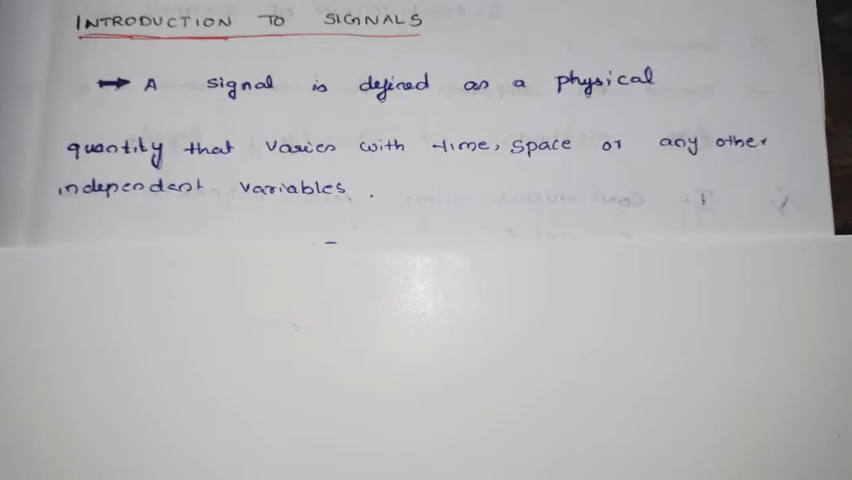 INTRODUCTION TO SIGNALS
→ A signal is defined as a physical
quantity that varies with time, space or any other
independent variables.